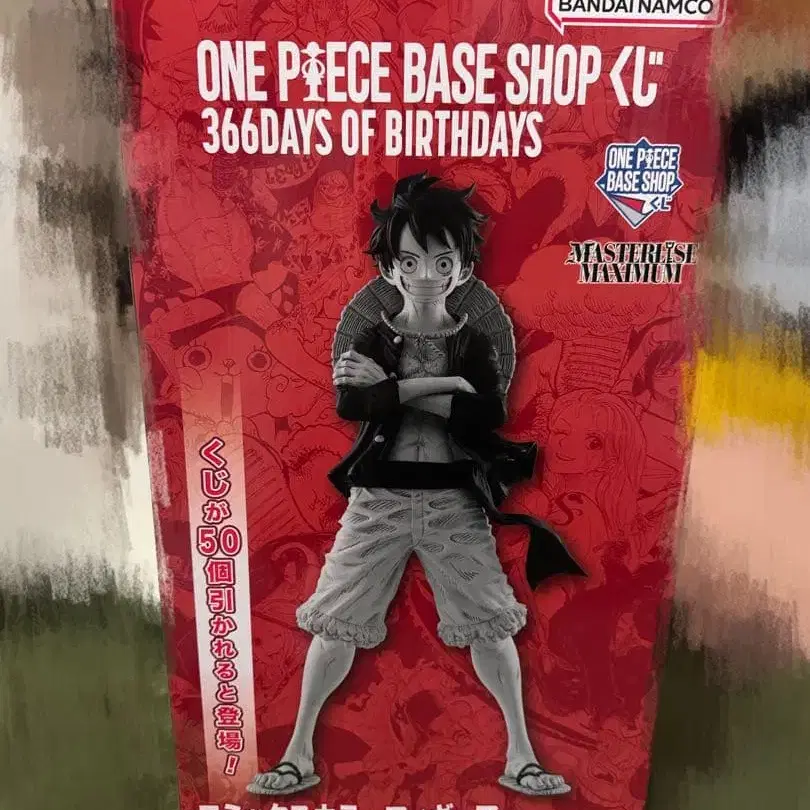 BANDAI NAMCO
ONE PIECE BASE SHOPくじ
366DAYS OF BIRTHDAYS
ONE PIECE
BASE SHOP
くじ
MASTERLISE
MAXIMUM
くじが50個引かれると登場!